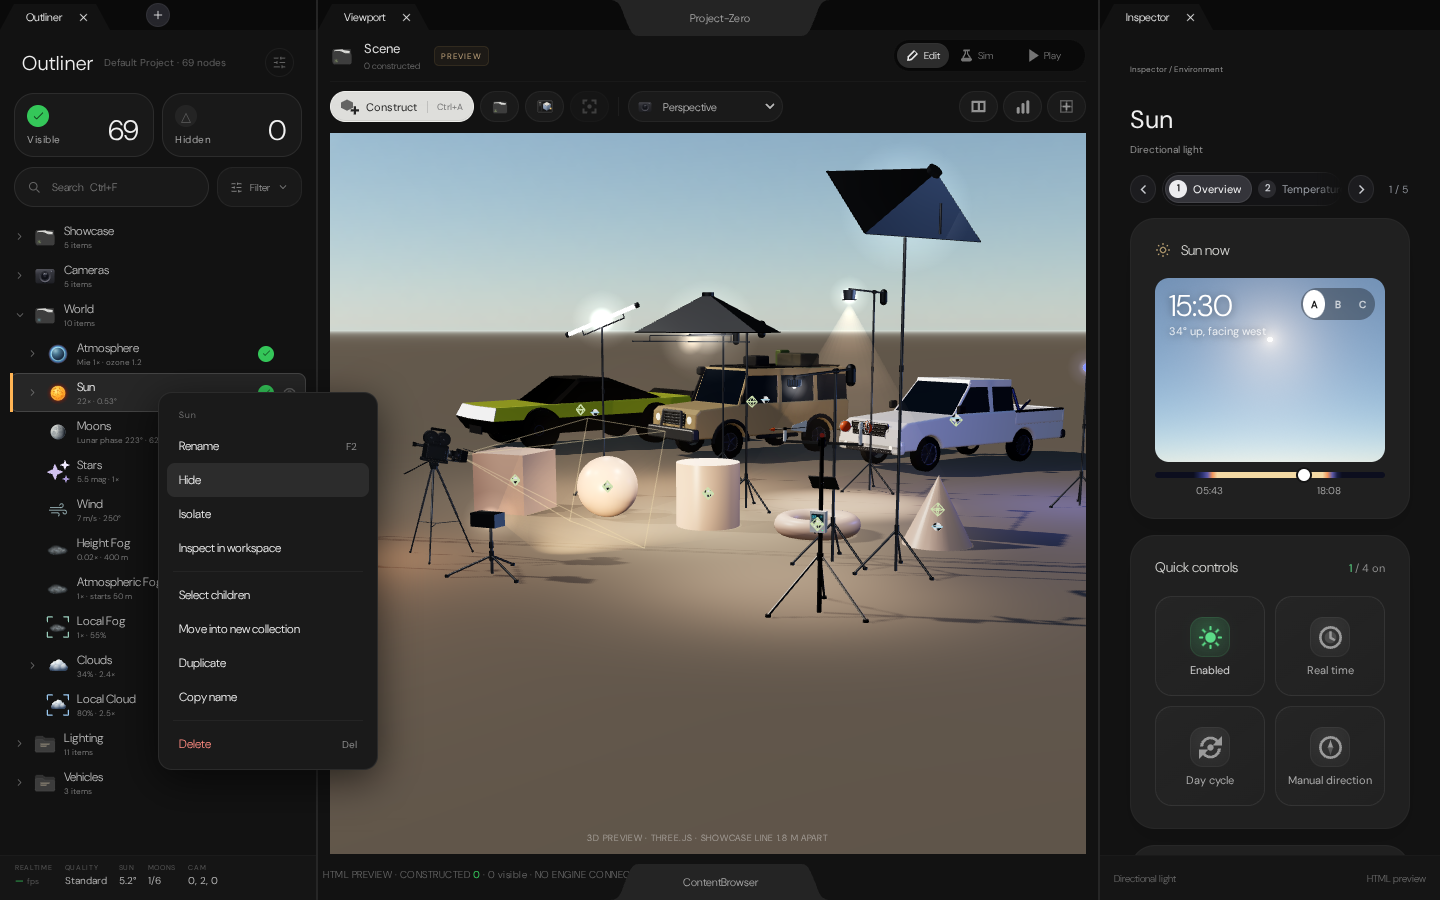 Outliner
Viewport
Project-Zero
Inspector
Outliner
Default Project · 69 nodes
Visible
69
Hidden
0
Search Ctrl+F
Filter
Showcase
5 items
Cameras
5 items
World
10 items
Atmosphere
Mie 1× · ozone 1.2
Sun
22× · 0.53°
Moons
Lunar phase 223° · 62
Stars
5.5 mag · 1×
Wind
7 m/s · 250°
Height Fog
0.02× · 400 m
Atmospheric Fog
1× · starts 50 m
Local Fog
1× · 55%
Clouds
34% · 2.4×
Local Cloud
80% · 2.5×
Lighting
11 items
Vehicles
3 items
REALTIME
fps
QUALITY
Standard
SUN
5.2°
MOONS
1/6
CAM
0, 2, 0
Sun
Rename F2
Hide
Isolate
Inspect in workspace
Select children
Move into new collection
Duplicate
Copy name
Delete Del
Scene
0 constructed
PREVIEW
Edit
Sim
Play
Construct Ctrl+A
Perspective
3D PREVIEW · THREE.JS · SHOWCASE LINE 1.8 M APART
HTML PREVIEW · CONSTRUCTED 0 · 0 visible · NO ENGINE CONNEC
ContentBrowser
Inspector / Environment
Sun
Directional light
1 Overview
2 Temperatur
1 / 5
Sun now
15:30
34° up, facing west
A B C
05:43
18:08
Quick controls
1 / 4 on
Enabled
Real time
Day cycle
Manual direction
Directional light
HTML preview